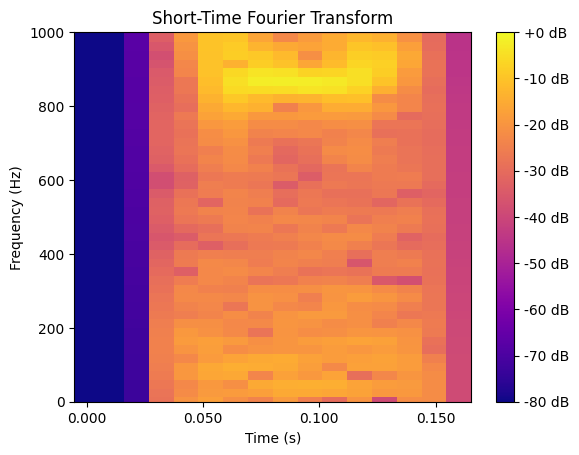 Short-Time Fourier Transform
1000
800
600
400
200
0
Frequency (Hz)
0.000
0.050
0.100
0.150
Time (s)
+0 dB
-10 dB
-20 dB
-30 dB
-40 dB
-50 dB
-60 dB
-70 dB
-80 dB